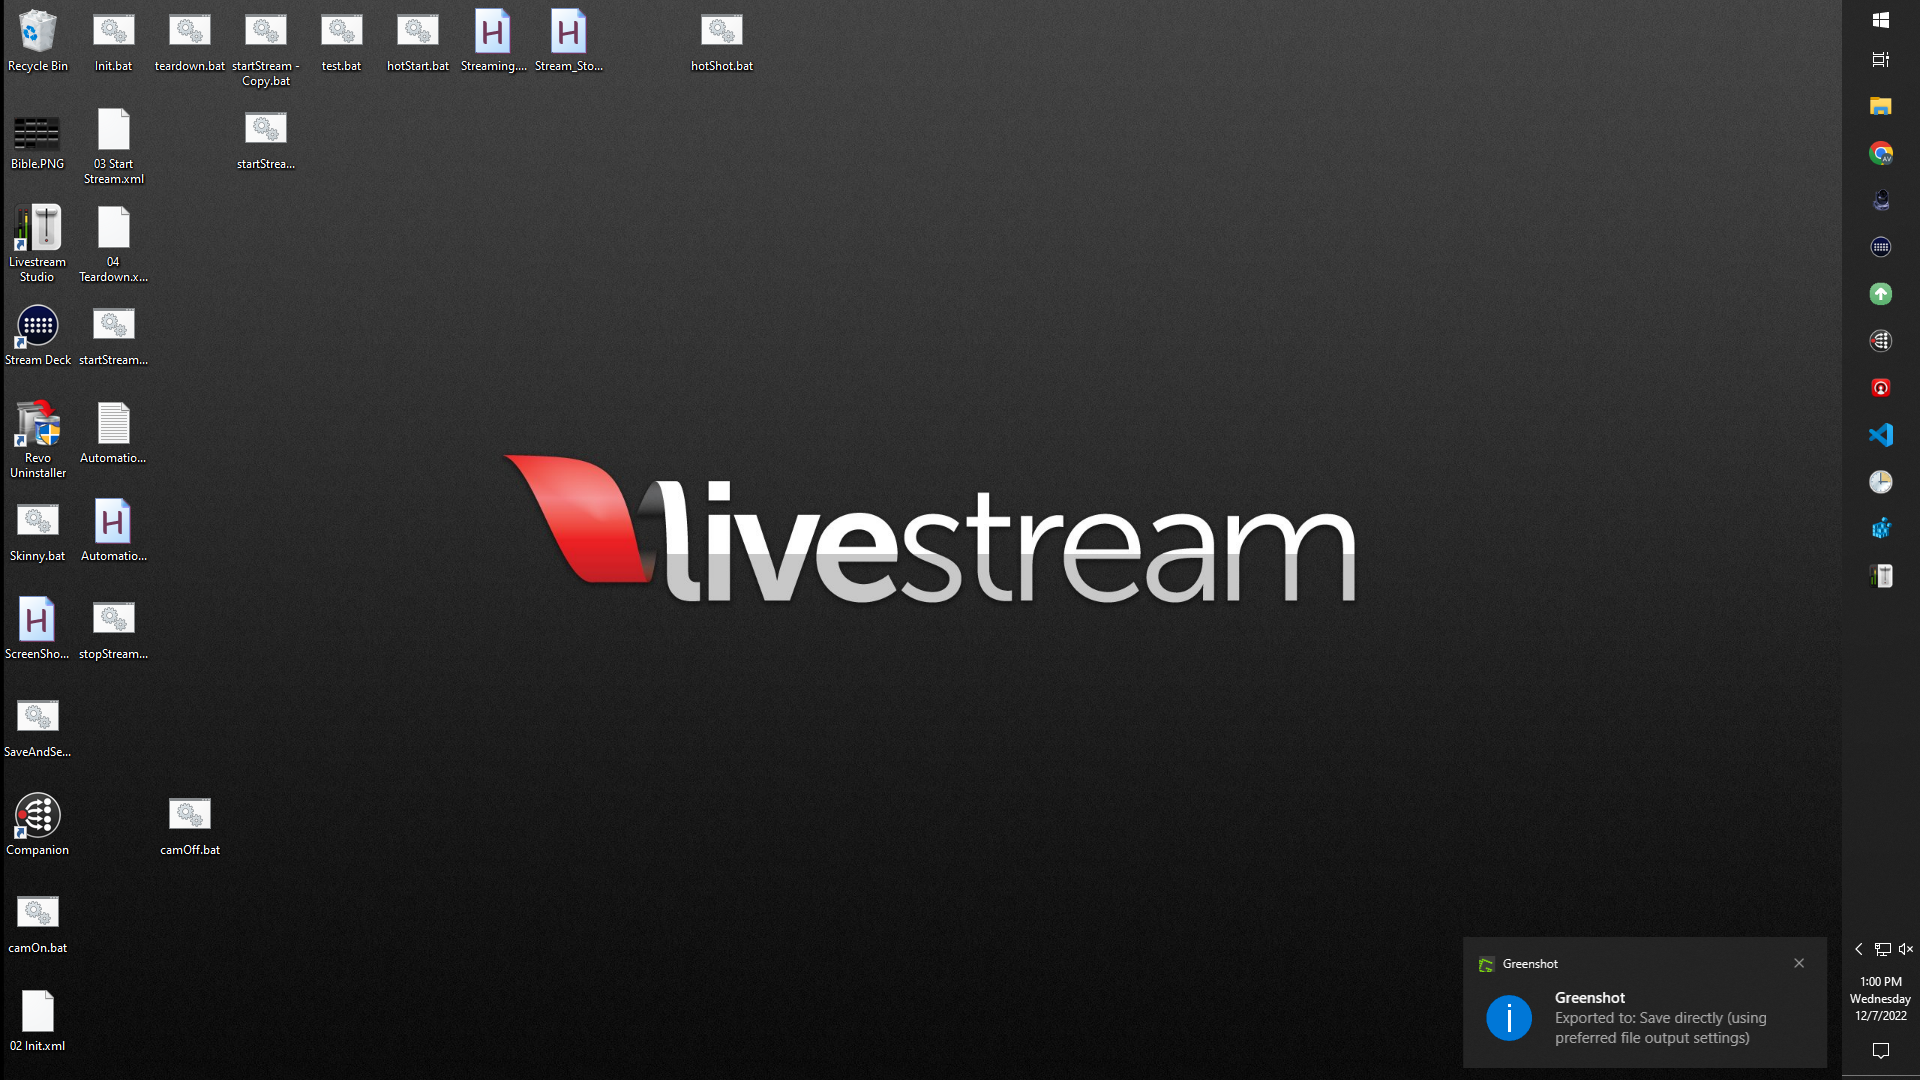 Recycle Bin
Init.bat
teardown.bat
startStream -
Copy.bat
test.bat
hotStart.bat
Streaming....
Stream_Sto...
hotShot.bat
Bible.PNG
03 Start
Stream.xml
startStrea...
Livestream
Studio
04
Teardown.x...
Stream Deck
startStream...
Revo
Uninstaller
Automatio...
Skinny.bat
Automatio...
ScreenSho...
stopStream...
SaveAndSe...
Companion
camOff.bat
camOn.bat
02 Init.xml
livestream
AV
Greenshot
Greenshot
Exported to: Save directly (using
preferred file output settings)
1:00 PM
Wednesday
12/7/2022